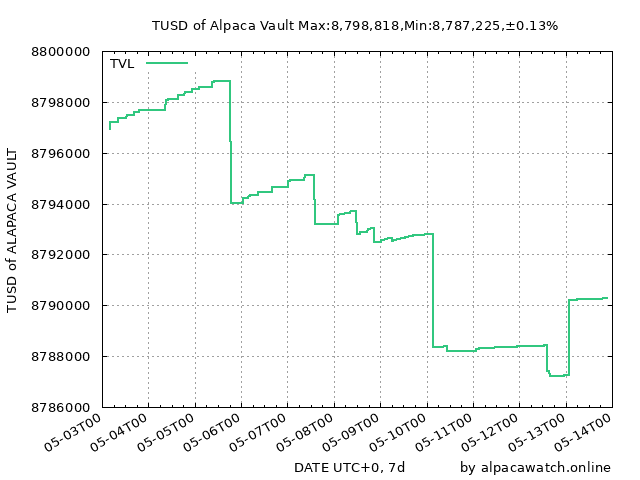 TUSD of Alpaca Vault Max:8,798,818,Min:8,787,225,±0.13%
8800000
TVL
8798000
8796000
8794000
8792000
8790000
8788000
8786000
TUSD of ALAPACA VAULT
05-03T00
05-04T00
05-05T00
05-06T00
05-07T00
05-08T00
05-09T00
05-10T00
05-11T00
05-12T00
05-13T00
05-14T00
DATE UTC+0, 7d
by alpacawatch.online